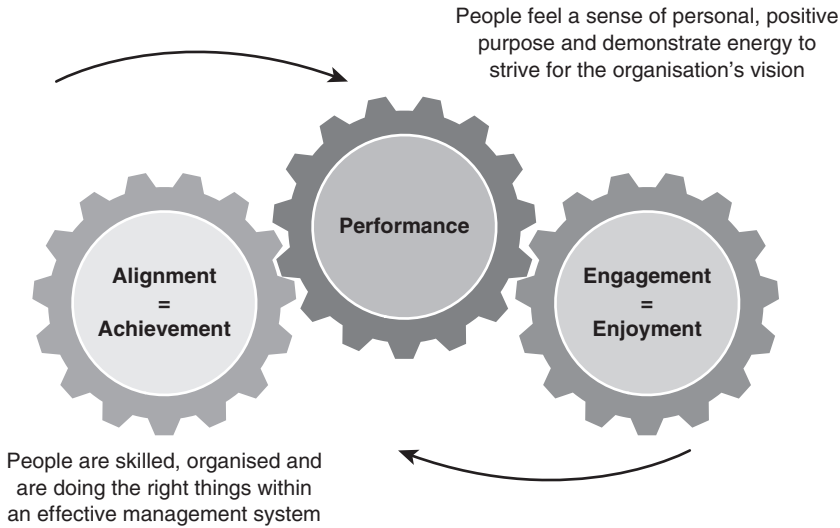 People feel a sense of personal, positive
purpose and demonstrate energy to
strive for the organisation's vision
Performance
Alignment
=
Achievement
Engagement
=
Enjoyment
People are skilled, organised and
are doing the right things within
an effective management system